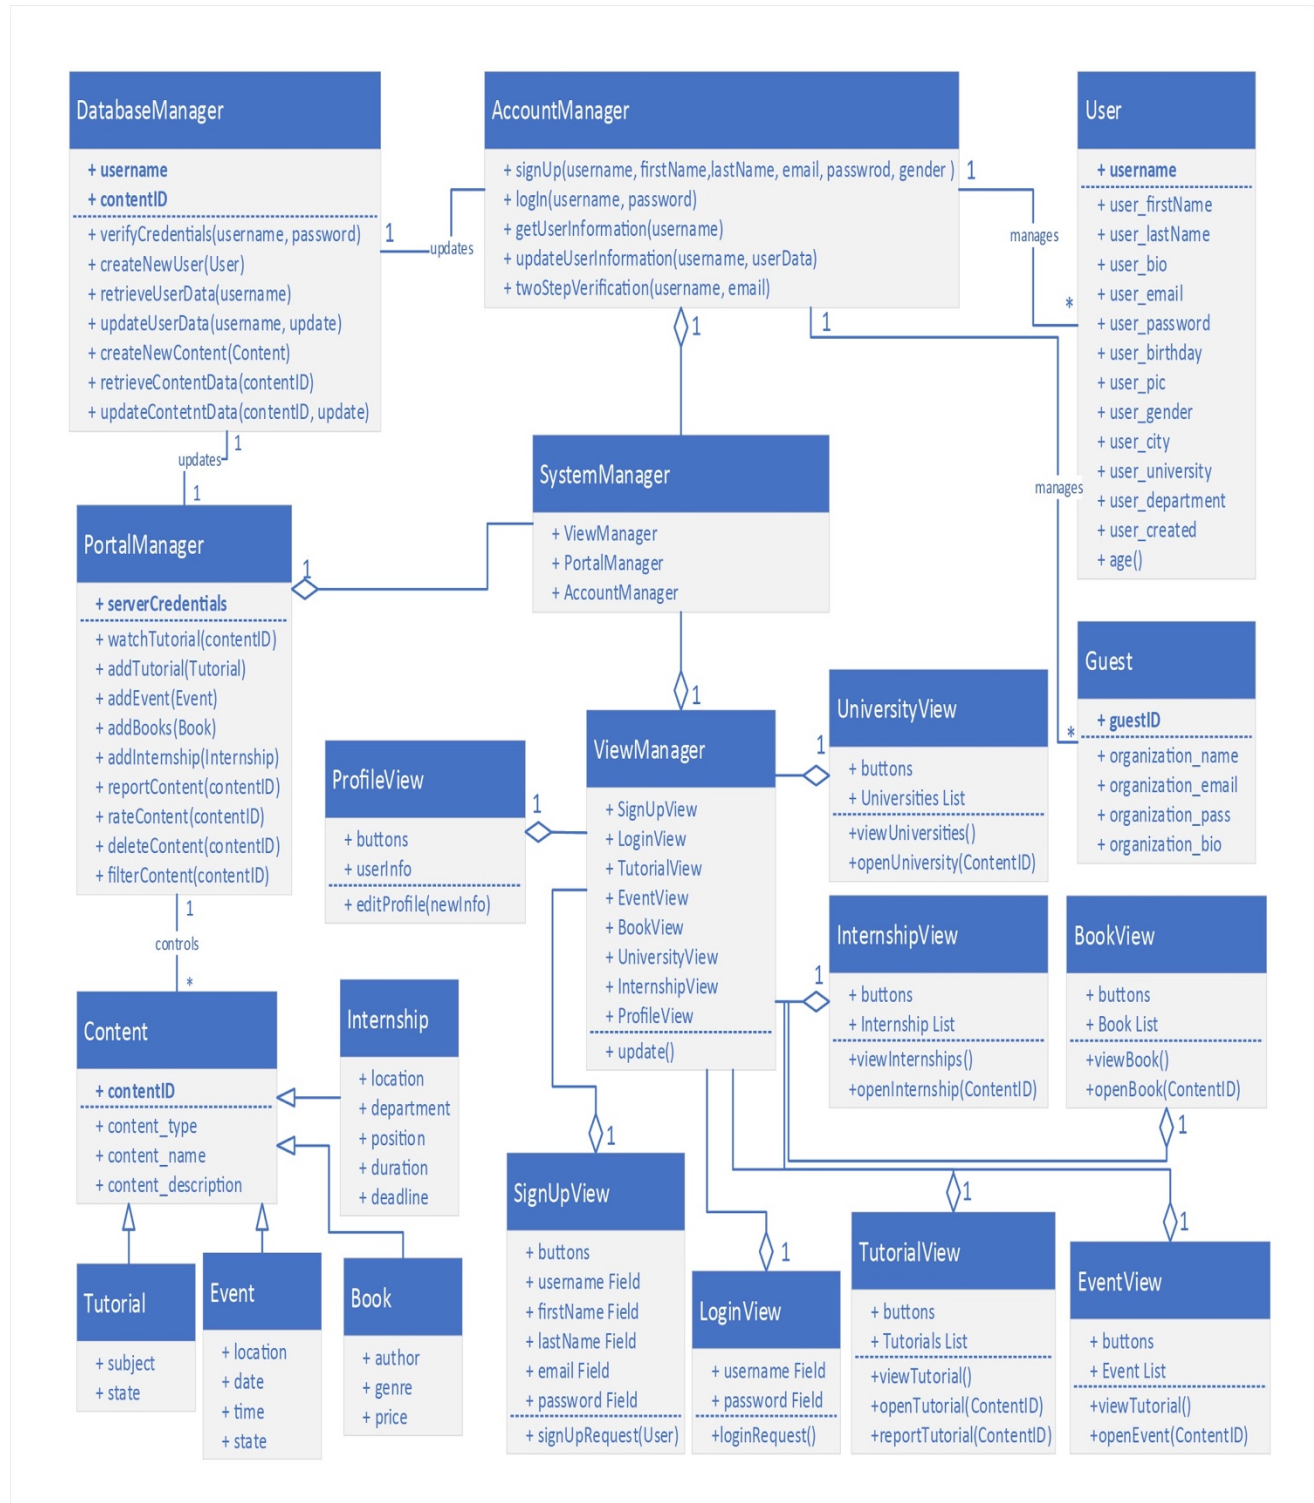 DatabaseManager
+ username
+ contentID
+ verifyCredentials(username, password)
+ createNewUser(User)
+ retrieveUserData(username)
+ updateUserData(username, update)
+ createNewContent(Content)
+ retrieveContentData(contentID)
+ updateContetntData(contentID, update)
1
updates
AccountManager
+ signUp(username, firstName,lastName, email, passwrod, gender )
+ logIn(username, password)
+ getUserInformation(username)
+ updateUserInformation(username, userData)
+ twoStepVerification(username, email)
1
manages
*
User
+ username
+ user_firstName
+ user_lastName
+ user_bio
+ user_email
+ user_password
+ user_birthday
+ user_pic
+ user_gender
+ user_city
+ user_university
+ user_department
+ user_created
+ age()
1
1
manages
*
1
updates
1
SystemManager
+ ViewManager
+ PortalManager
+ AccountManager
1
1
PortalManager
+ serverCredentials
+ watchTutorial(contentID)
+ addTutorial(Tutorial)
+ addEvent(Event)
+ addBooks(Book)
+ addInternship(Internship)
+ reportContent(contentID)
+ rateContent(contentID)
+ deleteContent(contentID)
+ filterContent(contentID)
Guest
+ guestID
+ organization_name
+ organization_email
+ organization_pass
+ organization_bio
ProfileView
+ buttons
+ userInfo
+ editProfile(newInfo)
1
ViewManager
+ SignUpView
+ LoginView
+ TutorialView
+ EventView
+ BookView
+ UniversityView
+ InternshipView
+ ProfileView
+ update()
1
UniversityView
+ buttons
+ Universities List
+viewUniversities()
+openUniversity(ContentID)
1
InternshipView
+ buttons
+ Internship List
+viewInternships()
+openInternship(ContentID)
BookView
+ buttons
+ Book List
+viewBook()
+openBook(ContentID)
1
1
controls
*
Content
+ contentID
+ content_type
+ content_name
+ content_description
Internship
+ location
+ department
+ position
+ duration
+ deadline
Tutorial
+ subject
+ state
Event
+ location
+ date
+ time
+ state
Book
+ author
+ genre
+ price
1
SignUpView
+ buttons
+ username Field
+ firstName Field
+ lastName Field
+ email Field
+ password Field
+ signUpRequest(User)
1
LoginView
+ username Field
+ password Field
+loginRequest()
1
TutorialView
+ buttons
+ Tutorials List
+viewTutorial()
+openTutorial(ContentID)
+reportTutorial(ContentID)
1
EventView
+ buttons
+ Event List
+viewTutorial()
+openEvent(ContentID)